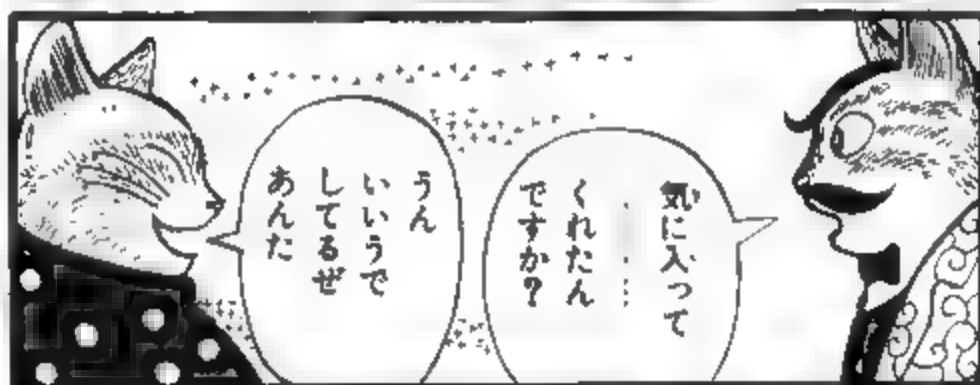 気に入って
………
くれたん
ですか?
うん
いいうで
してるぜ
あんた